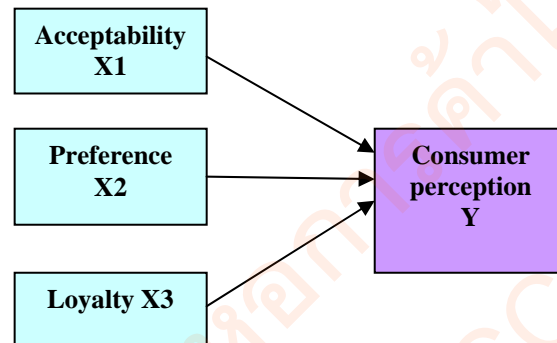 Acceptability
X1
Preference
X2
Consumer
perception
Y
Loyalty X3